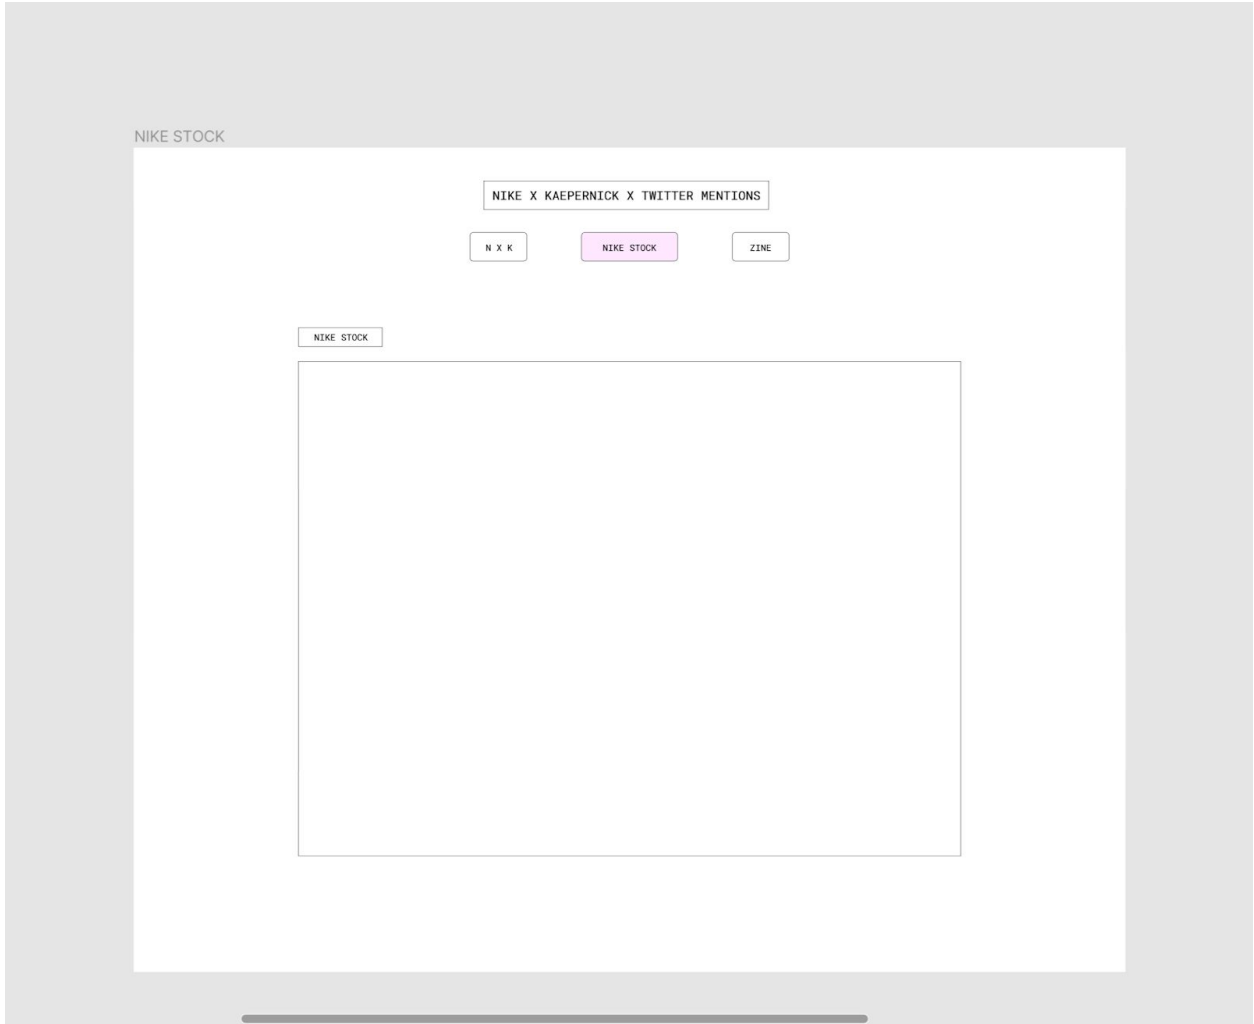 NIKE STOCK
NIKE X KAEPERNICK X TWITTER MENTIONS
N X K
NIKE STOCK
ZINE
NIKE STOCK